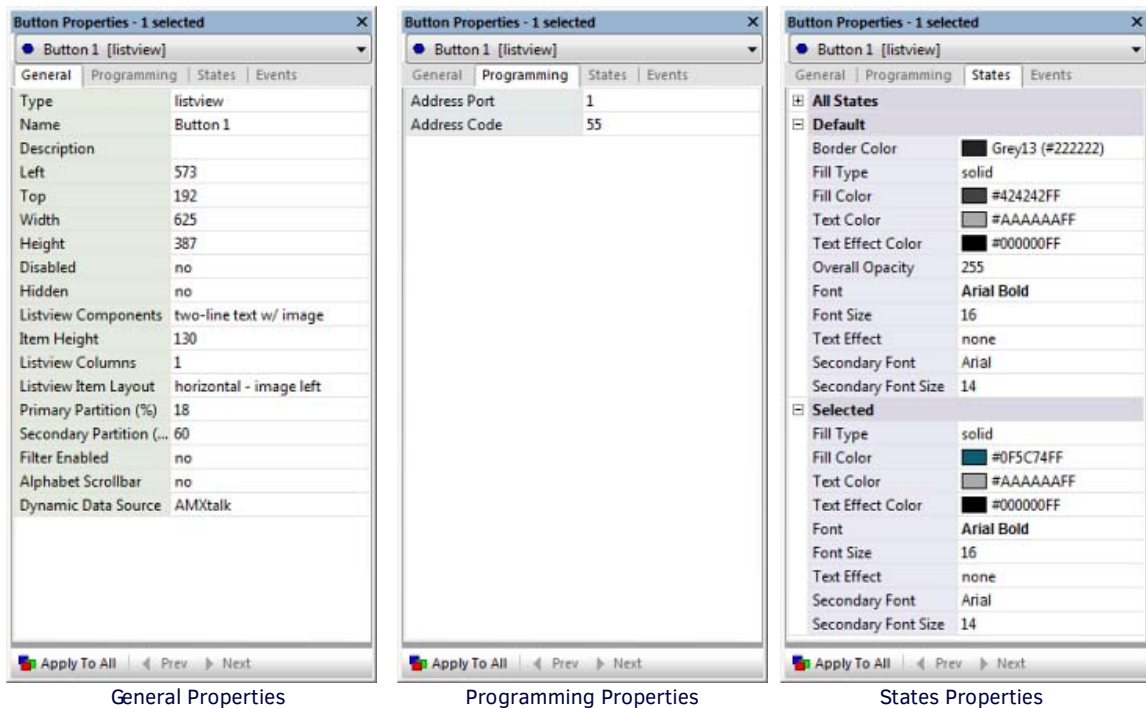 Button Properties - 1 selected X
Button 1 [listview]
General Programming States Events
Type listview
Name Button 1
Description
Left 573
Top 192
Width 625
Height 387
Disabled no
Hidden no
Listview Components two-line text w/ image
Item Height 130
Listview Columns 1
Listview Item Layout horizontal - image left
Primary Partition (%) 18
Secondary Partition (... 60
Filter Enabled no
Alphabet Scrollbar no
Dynamic Data Source AMXtalk
Apply To All Prev Next
General Properties
Button Properties - 1 selected X
Button 1 [listview]
General Programming States Events
Address Port 1
Address Code 55
Apply To All Prev Next
Programming Properties
Button Properties - 1 selected X
Button 1 [listview]
General Programming States Events
All States
Default
Border Color Grey13 (#222222)
Fill Type solid
Fill Color #424242FF
Text Color #AAAAAAFF
Text Effect Color #000000FF
Overall Opacity 255
Font Arial Bold
Font Size 16
Text Effect none
Secondary Font Arial
Secondary Font Size 14
Selected
Fill Type solid
Fill Color #0F5C74FF
Text Color #AAAAAAFF
Text Effect Color #000000FF
Font Arial Bold
Font Size 16
Text Effect none
Secondary Font Arial
Secondary Font Size 14
Apply To All Prev Next
States Properties